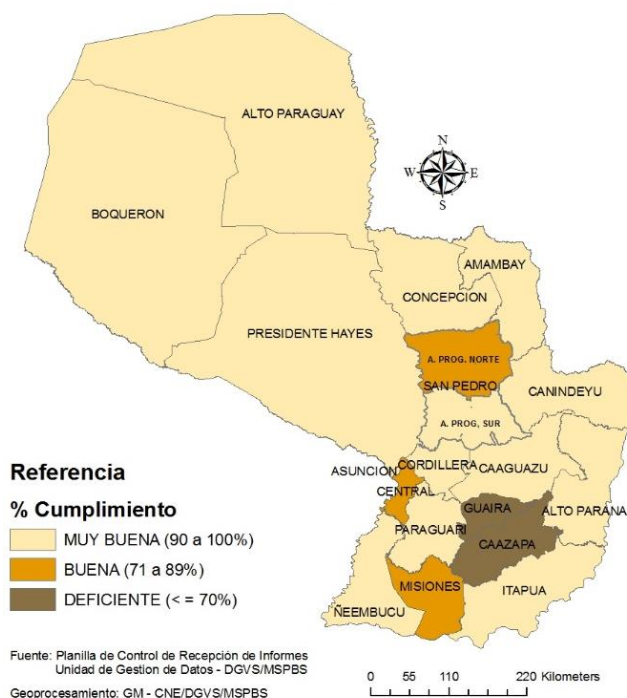 ALTO PARAGUAY
N
W E
S
BOQUERON
AMAMBAY
CONCEPCION
PRESIDENTE HAYES
A. PROG. NORTE
SAN PEDRO
CANINDEYU
A. PROG, SUR
ASUNCION
CORDILLERA
CAAGUAZU
CENTRAL
GUAIRA
ALTO PARANA
PARAGUARI
CAAZAPA
MISIONES
ITAPUA
ÑEEMBUCU
Referencia
% Cumplimiento
MUY BUENA (90 a 100%)
BUENA (71 a 89%)
DEFICIENTE (< = 70%)
Fuente: Planilla de Control de Recepción de Informes
Unidad de Gestion de Datos - DGVS/MSPBS
Geoprocesamiento: GM - CNE/DGVS/MSPBS
0 55 110 220 Kilometers